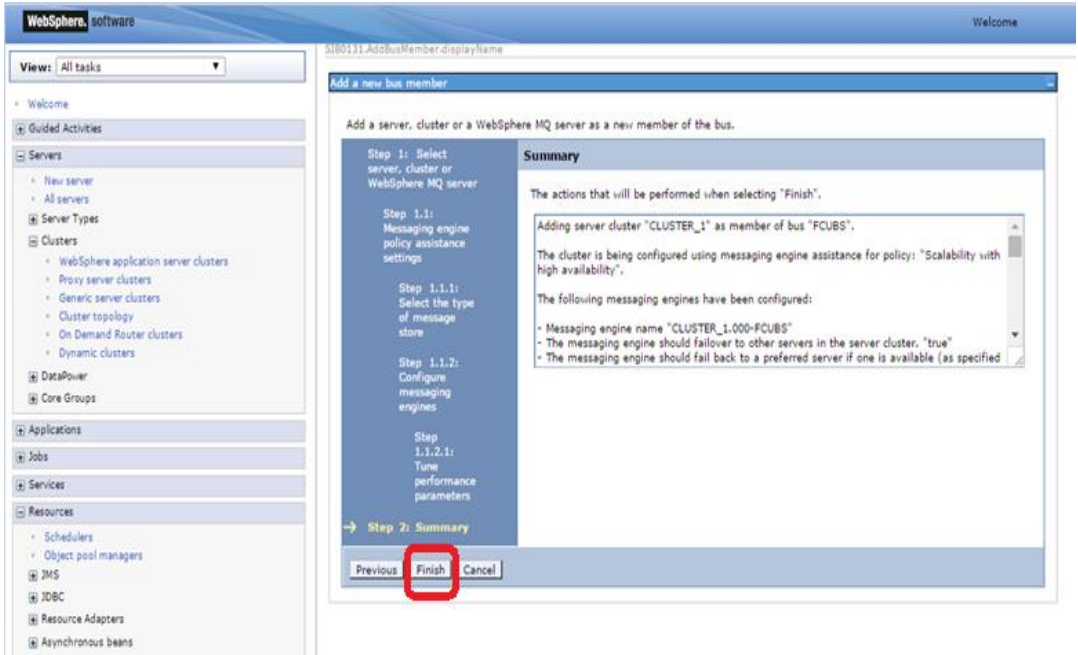 WebSphere. software
Welcome
View: All tasks
Welcome
Guided Activities
Servers
New server
All servers
Server Types
Clusters
WebSphere application server clusters
Proxy server clusters
Generic server clusters
Cluster topology
On Demand Router clusters
Dynamic clusters
DataPower
Core Groups
Applications
Jobs
Services
Resources
Schedulers
Object pool managers
JMS
JDBC
Resource Adapters
Asynchronous beans
SIB0131.AddBusMember.displayName
Add a new bus member
Add a server, cluster or a WebSphere MQ server as a new member of the bus.
Step 1: Select
server, cluster or
WebSphere MQ server
Step 1.1:
Messaging engine
policy assistance
settings
Step 1.1.1:
Select the type
of message
store
Step 1.1.2:
Configure
messaging
engines
Step
1.1.2.1:
Tune
performance
parameters
Step 2: Summary
Summary
The actions that will be performed when selecting "Finish".
Adding server cluster "CLUSTER_1" as member of bus "FCUBS".
The cluster is being configured using messaging engine assistance for policy: "Scalability with
high availability".
The following messaging engines have been configured:
- Messaging engine name "CLUSTER_1.000-FCUBS"
- The messaging engine should failover to other servers in the server cluster. "true"
- The messaging engine should fail back to a preferred server if one is available (as specified
Previous Finish Cancel